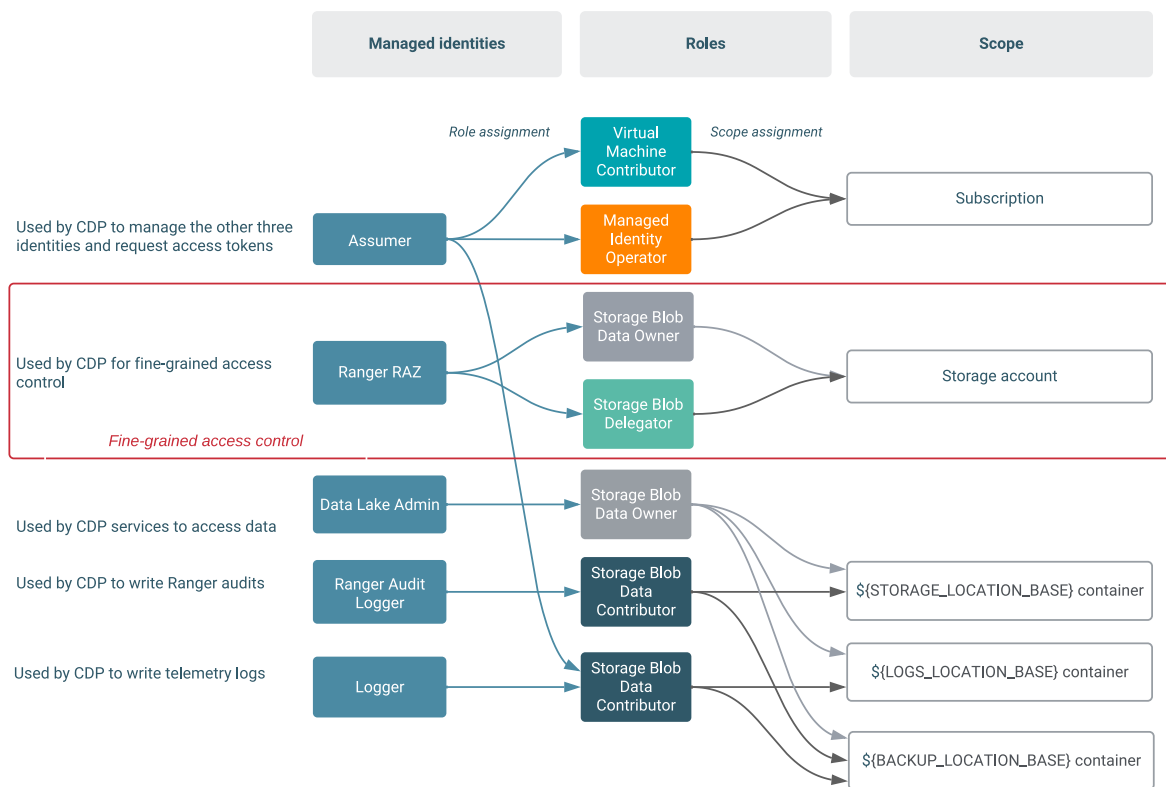 Managed identities
Roles
Scope
Role assignment
Scope assignment
Virtual
Machine
Contributor
Subscription
Used by CDP to manage the other three
identities and request access tokens
Assumer
Managed
Identity
Operator
Storage Blob
Data Owner
Used by CDP for fine-grained access
control
Ranger RAZ
Storage account
Storage Blob
Delegator
Fine-grained access control
Data Lake Admin
Storage Blob
Data Owner
Used by CDP services to access data
Used by CDP to write Ranger audits
Ranger Audit
Logger
Storage Blob
Data
Contributor
${STORAGE_LOCATION_BASE} container
Used by CDP to write telemetry logs
Logger
Storage Blob
Data
Contributor
${LOGS_LOCATION_BASE} container
${BACKUP_LOCATION_BASE} container